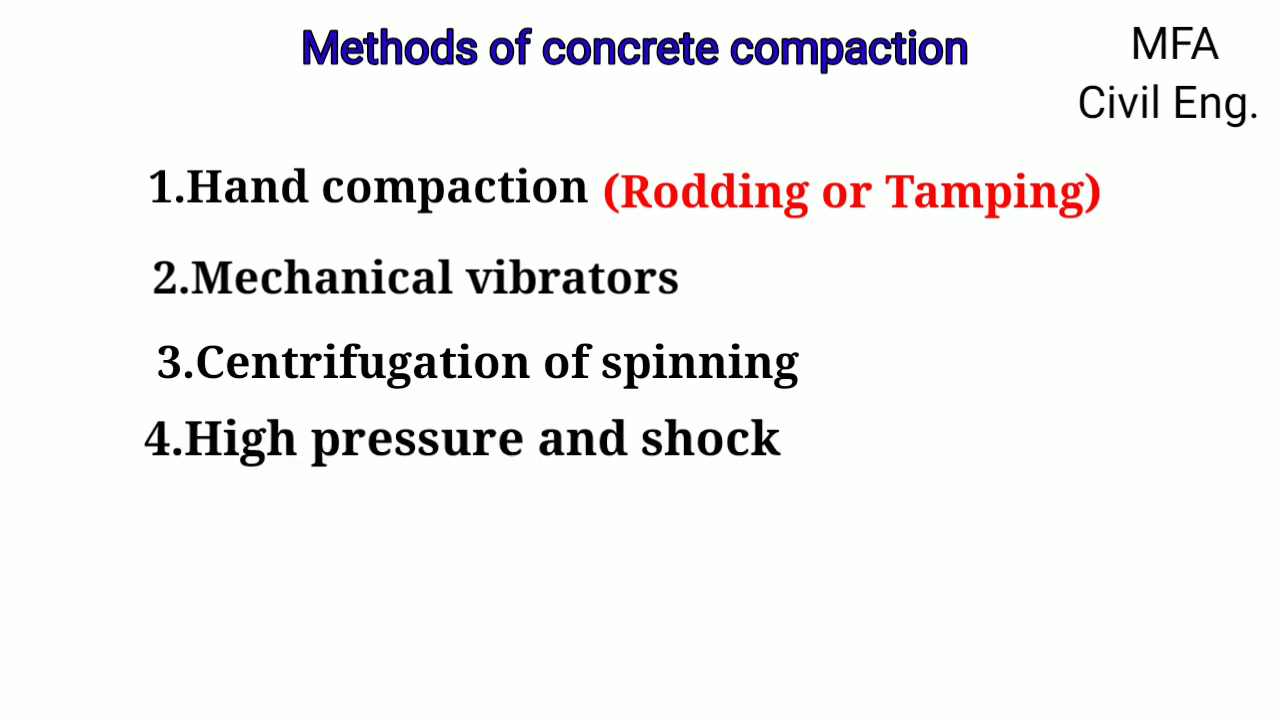 Methods of concrete compaction
MFA
Civil Eng.
1.Hand compaction (Rodding or Tamping)
2.Mechanical vibrators
3.Centrifugation of spinning
4.High pressure and shock